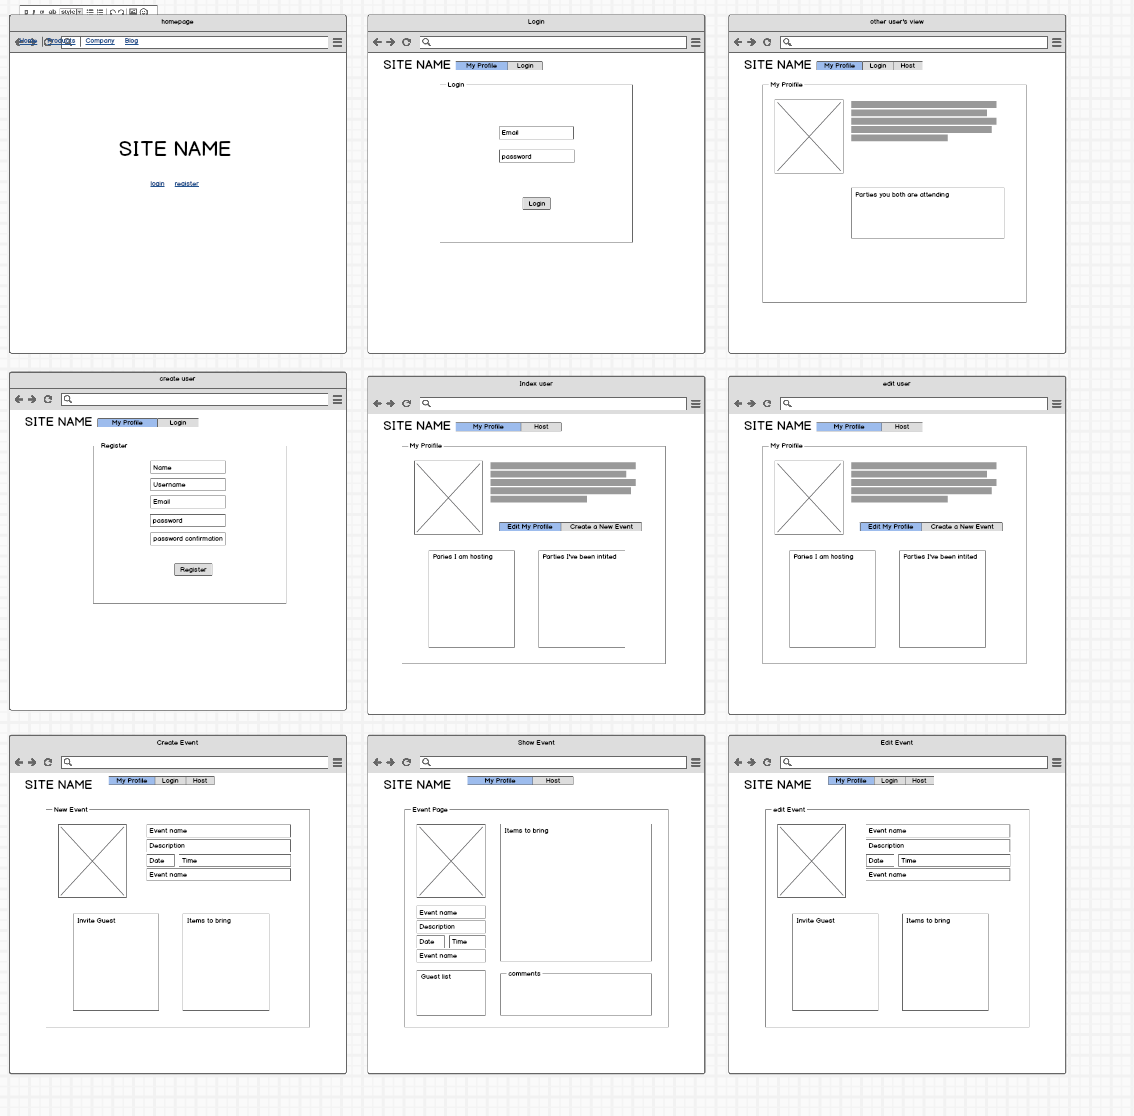 homepage
Home Products Company Blog
SITE NAME
login register
Login
SITE NAME My Profile Login
Login
Email
password
Login
other user's view
SITE NAME My Profile Login Host
My Proifile
Parties you both are attending
create user
SITE NAME My Profile Login
Register
Name
Username
Email
password
password confirmation
Register
Index user
SITE NAME My Profile Host
My Profile
Edit My Profile Create a New Event
Paries I am hosting
Parties I've been intited
edit user
SITE NAME My Profile Host
My Profile
Edit My Profile Create a New Event
Paries I am hosting
Parties I've been invited
Create Event
SITE NAME My Profile Login Host
New Event
Event name
Description
Date Time
Event name
Invite Guest
Items to bring
Show Event
SITE NAME My Profile Host
Event Page
Items to bring
Event name
Description
Date Time
Event name
Guest list
comments
Edit Event
SITE NAME My Profile Login Host
edit Event
Event name
Description
Date Time
Event name
Invite Guest
Items to bring